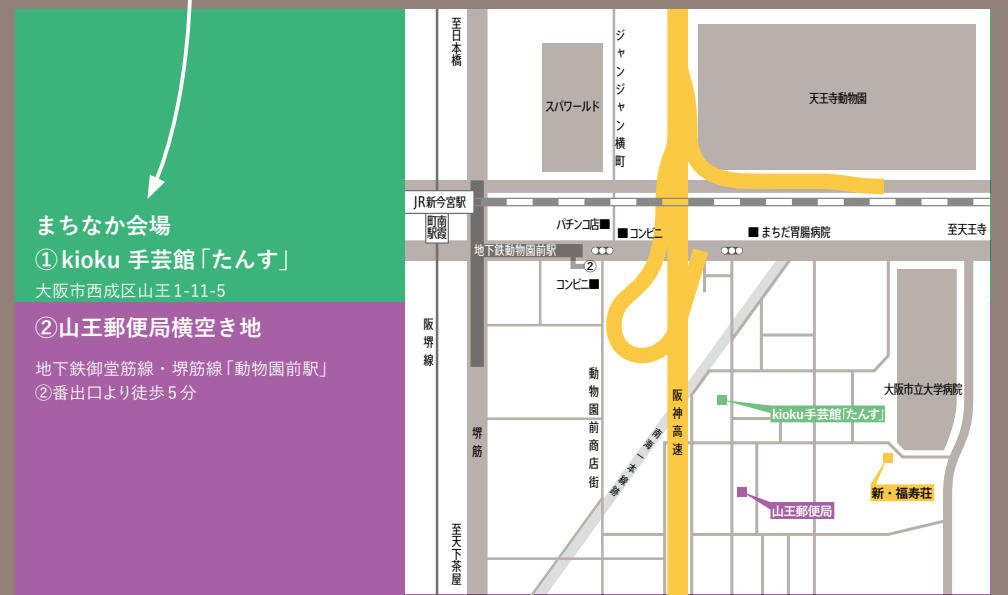 まちなか会場
①kioku 手芸館「たんす」
大阪市西成区山王1-11-5
②山王郵便局横空き地
地下鉄御堂筋線・堺筋線「動物園前駅」
②番出口より徒歩5分
至日本橋
スパワールド
ジャンジャン横町
天王寺動物園
JR新今宮駅
南霞町駅
パチンコ店■
■コンビニ
■まちだ胃腸病院
至天王寺
地下鉄動物園前駅
②
コンビニ■
阪堺線
堺筋
動物園前商店街
阪神高速
南海一本線跡
大阪市立大学病院
kioku手芸館「たんす」
新・福寿荘
山王郵便局
至天下茶屋